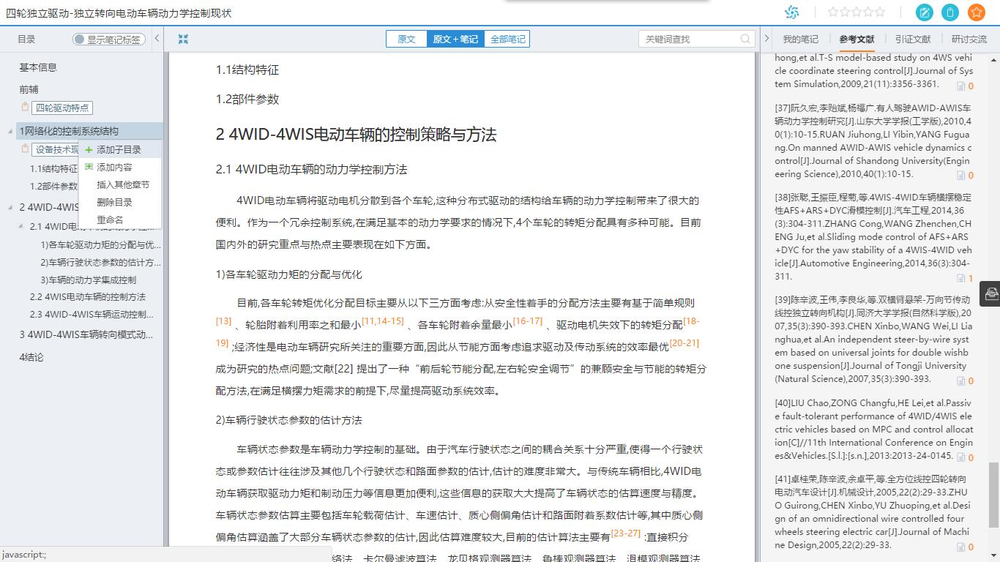 四轮独立驱动-独立转向电动车辆动力学控制现状
目录
显示笔记标签
原文
原文＋笔记
全部笔记
关键词查找
我的笔记
参考文献
引证文献
研讨交流
基本信息
前辅
四轮驱动特点
1网络化的控制系统结构
设备技术现
1.1结构特征
1.2部件参数
2 4WID-4WIS
2.1 4WID电
1)各车轮驱动力矩的分配与优...
2)车辆行驶状态参数的估计方...
3)车辆的动力学集成控制
2.2 4WIS电动车辆的控制方法
2.3 4WID-4WIS车辆运动控制...
3 4WID-4WIS车辆转向模式动...
4结论
添加子目录
添加内容
插入其他章节
删除目录
重命名
1.1结构特征
1.2部件参数
2 4WID-4WIS电动车辆的控制策略与方法
2.1 4WID电动车辆的动力学控制方法
4WID电动车辆将驱动电机分散到各个车轮,这种分布式驱动的结构给车辆的动力学控制带来了很大的
便利。作为一个冗余控制系统,在满足基本的动力学要求的情况下,4个车轮的转矩分配具有多种可能。目前
国内外的研究重点与热点主要表现在如下方面。
1)各车轮驱动力矩的分配与优化
目前,各车轮转矩优化分配目标主要从以下三方面考虑:从安全性着手的分配方法主要有基于简单规则
[13] 、轮胎附着利用率之和最小[11,14-15] 、各车轮附着余量最小[16-17] 、驱动电机失效下的转矩分配[18-
19] ;经济性是电动车辆研究所关注的重要方面,因此从节能方面考虑追求驱动及传动系统的效率最优[20-21]
成为研究的热点问题;文献[22] 提出了一种“前后轮节能分配,左右轮安全调节”的兼顾安全与节能的转矩分
配方法,在满足横摆力矩需求的前提下,尽量提高驱动系统效率。
2)车辆行驶状态参数的估计方法
车辆状态参数是车辆动力学控制的基础。由于汽车行驶状态之间的耦合关系十分严重,使得一个行驶状
态或参数估计往往涉及其他几个行驶状态和路面参数的估计,估计的难度非常大。与传统车辆相比,4WID电
动车辆获取驱动力矩和制动压力等信息更加便利,这些信息的获取大大提高了车辆状态的估算速度与精度。
车辆状态参数估算主要包括车轮载荷估计、车速估计、质心侧偏角估计和路面附着系数估计等,其中质心侧
偏角估算涵盖了大部分车辆状态参数的估计,因此估算难度较大,目前的估计算法主要有[23-27] :直接积分
络法、卡尔曼滤波算法、龙贝格观测器算法、鲁棒观测器算法、滑模观测器算法
hong,et al.T-S model-based study on 4WS vehi
cle coordinate steering control[J].Journal of Sys
tem Simulation,2009,21(11):3356-3361. 0
[37]阮久宏,李贻斌,杨福广.有人驾驶AWID-AWIS车
辆动力学控制研究[J].山东大学学报(工学版),2010,4
0(1):10-15.RUAN Jiuhong,LI Yibin,YANG Fugua
ng.On manned AWID-AWIS vehicle dynamics c
ontrol[J].Journal of Shandong University(Engin
eering Science),2010,40(1):10-15. 0
[38]张聪,王振臣,程菊,等.4WIS-4WID车辆横摆稳定
性AFS+ARS+DYC滑模控制[J].汽车工程,2014,36
(3):304-311.ZHANG Cong,WANG Zhenchen,CH
ENG Ju,et al.Sliding mode control of AFS+ARS
+DYC for the yaw stability of a 4WIS-4WID veh
icle[J].Automotive Engineering,2014,36(3):304-
311. 1
[39]陈辛波,王伟,李良华,等.双横臂悬架-万向节传动
线控独立转向机构[J].同济大学学报(自然科学版),20
07,35(3):390-393.CHEN Xinbo,WANG Wei,LI Lia
nghua,et al.An independent steer-by-wire syst
em based on universal joints for double wishb
one suspension[J].Journal of Tongji University
(Natural Science),2007,35(3):390-393. 0
[40]LIU Chao,ZONG Changfu,HE Lei,et al.Passiv
e fault-tolerant performance of 4WID/4WIS ele
ctric vehicles based on MPC and control allocat
ion[C]//11th International Conference on Engin
es&Vehicles.[S.l.]:[s.n.],2013:2013-24-0145. 0
[41]卓桂荣,陈辛波,余卓平,等.全方位线控四轮转向
电动汽车设计[J].机械设计,2005,22(2):29-33.ZHU
O Guirong,CHEN Xinbo,YU Zhuoping,et al.Desi
gn of an omnidirectional wire controlled four
wheels steering electric car[J].Journal of Machi
ne Design,2005,22(2):29-33. 0
javascript:;